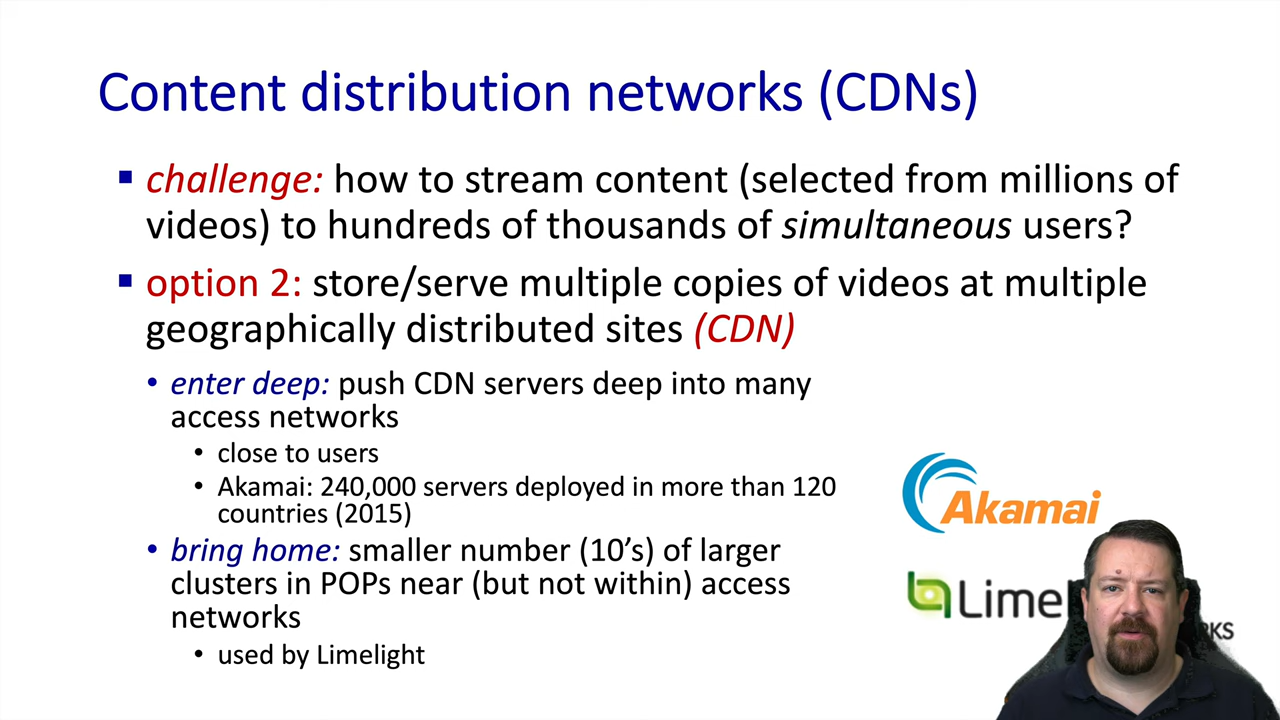 Content distribution networks (CDNs)
▪ challenge: how to stream content (selected from millions of
videos) to hundreds of thousands of simultaneous users?
▪ option 2: store/serve multiple copies of videos at multiple
geographically distributed sites (CDN)
• enter deep: push CDN servers deep into many
access networks
• close to users
• Akamai: 240,000 servers deployed in more than 120
countries (2015)
• bring home: smaller number (10’s) of larger
clusters in POPs near (but not within) access
networks
• used by Limelight
Akamai